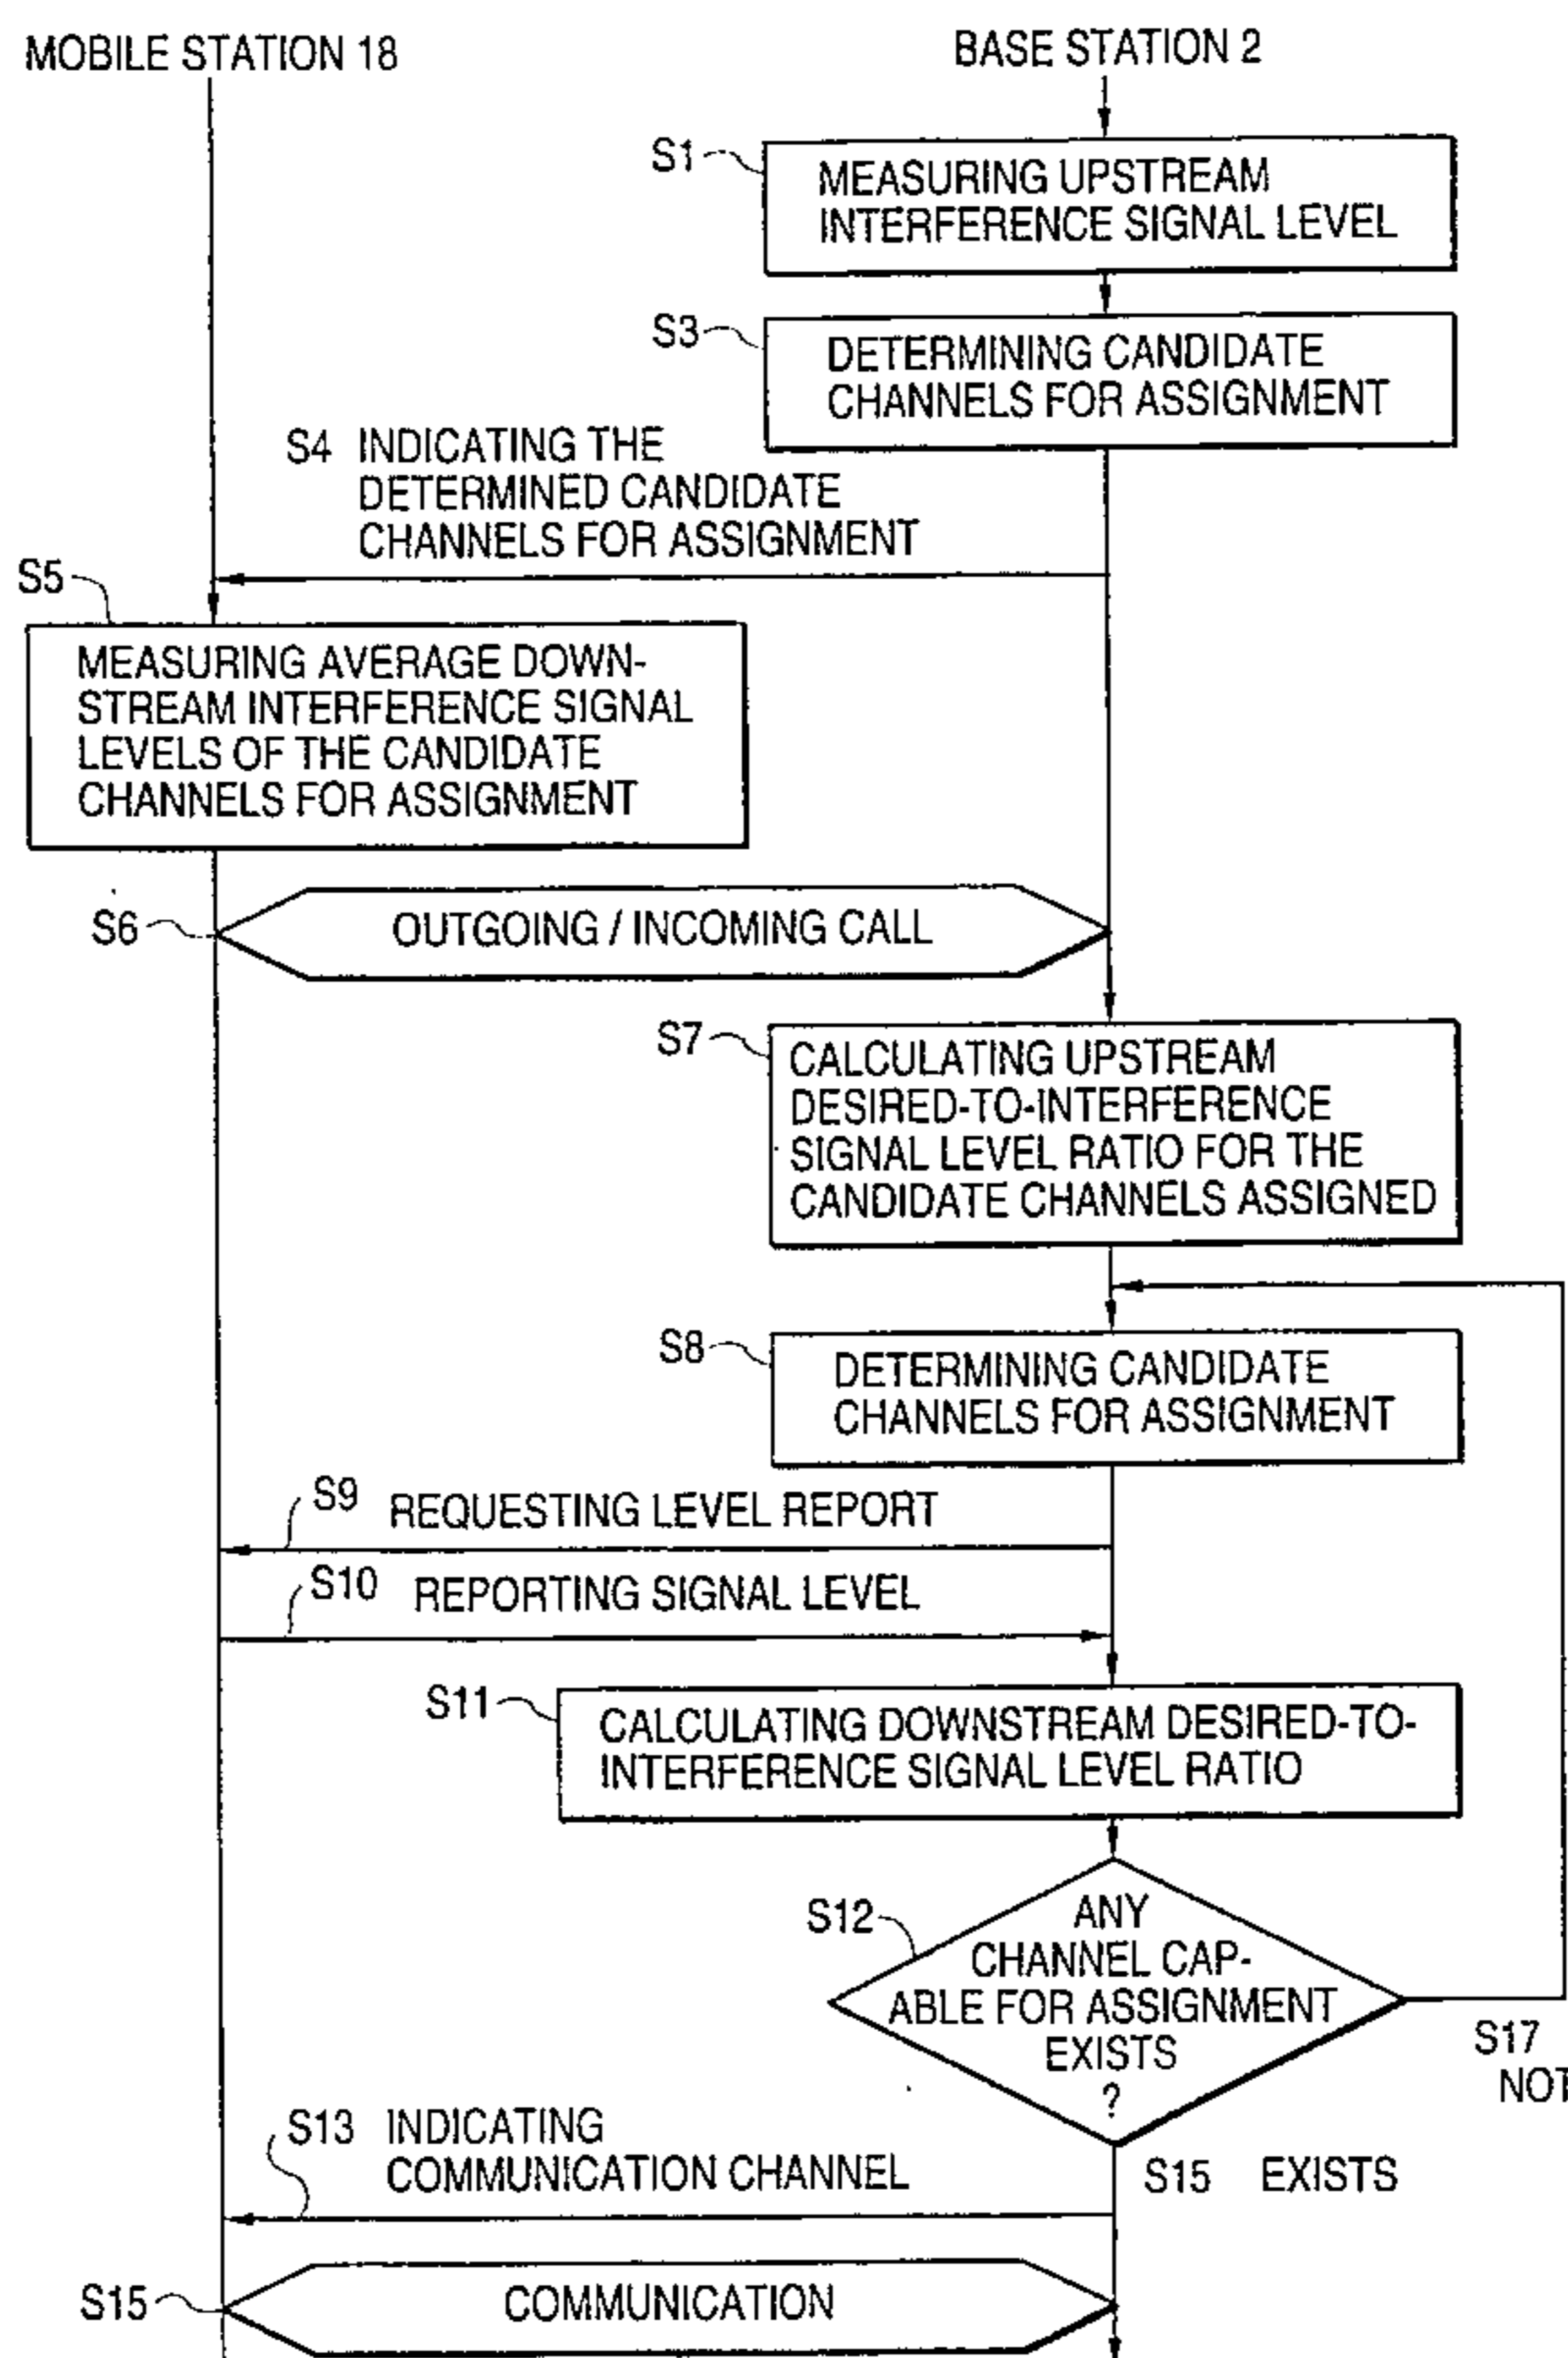 MOBILE STATION 18
BASE STATION 2
S1
MEASURING UPSTREAM
INTERFERENCE SIGNAL LEVEL
S3
DETERMINING CANDIDATE
CHANNELS FOR ASSIGNMENT
S4 INDICATING THE
DETERMINED CANDIDATE
CHANNELS FOR ASSIGNMENT
S5
MEASURING AVERAGE DOWN-
STREAM INTERFERENCE SIGNAL
LEVELS OF THE CANDIDATE
CHANNELS FOR ASSIGNMENT
S6
OUTGOING / INCOMING CALL
S7
CALCULATING UPSTREAM
DESIRED-TO-INTERFERENCE
SIGNAL LEVEL RATIO FOR THE
CANDIDATE CHANNELS ASSIGNED
S8
DETERMINING CANDIDATE
CHANNELS FOR ASSIGNMENT
S9 REQUESTING LEVEL REPORT
S10 REPORTING SIGNAL LEVEL
S11
CALCULATING DOWNSTREAM DESIRED-TO-
INTERFERENCE SIGNAL LEVEL RATIO
S12
ANY
CHANNEL CAP-
ABLE FOR ASSIGNMENT
EXISTS
?
S17
NOT
S13 INDICATING
COMMUNICATION CHANNEL
S15 EXISTS
S15
COMMUNICATION